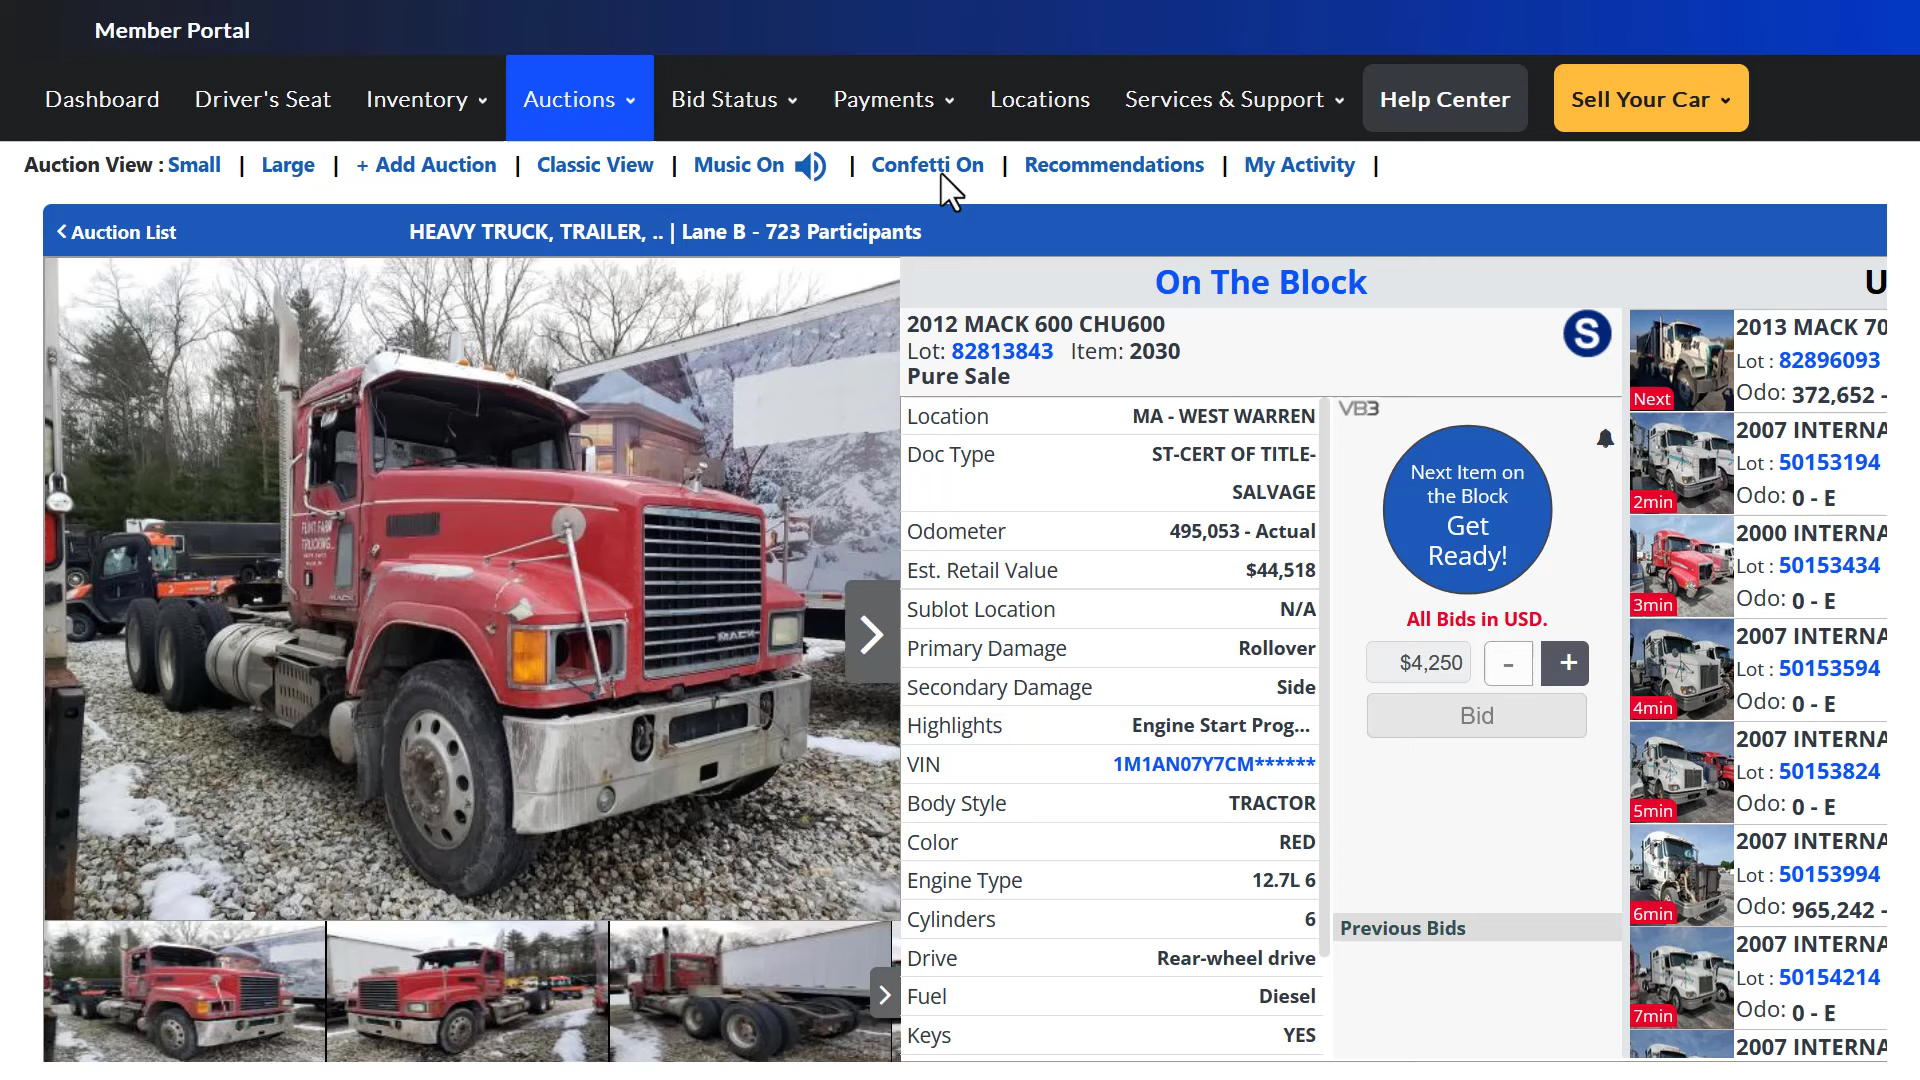 Member Portal
Dashboard
Driver's Seat
Inventory
Auctions
Bid Status
Payments
Locations
Services & Support
Help Center
Sell Your Car
Auction View : Small | Large | + Add Auction | Classic View | Music On | Confetti On | Recommendations | My Activity |
Auction List
HEAVY TRUCK, TRAILER, .. | Lane B - 723 Participants
On The Block
U
2012 MACK 600 CHU600
Lot: 82813843 Item: 2030
Pure Sale
S
Location MA - WEST WARREN
Doc Type ST-CERT OF TITLE-
SALVAGE
Odometer 495,053 - Actual
Est. Retail Value $44,518
Sublot Location N/A
Primary Damage Rollover
Secondary Damage Side
Highlights Engine Start Prog...
VIN 1M1AN07Y7CM******
Body Style TRACTOR
Color RED
Engine Type 12.7L 6
Cylinders 6
Drive Rear-wheel drive
Fuel Diesel
Keys YES
VB3
Next Item on
the Block
Get
Ready!
All Bids in USD.
$4,250 - +
Bid
Previous Bids
Next
2013 MACK 70
Lot : 82896093
Odo: 372,652 -
2min
2007 INTERNA
Lot : 50153194
Odo: 0 - E
3min
2000 INTERNA
Lot : 50153434
Odo: 0 - E
4min
2007 INTERNA
Lot : 50153594
Odo: 0 - E
5min
2007 INTERNA
Lot : 50153824
Odo: 0 - E
6min
2007 INTERNA
Lot : 50153994
Odo: 965,242 -
7min
2007 INTERNA
Lot : 50154214
Odo: 0 - E
2007 INTERNA
FLINT FARM
TRUCKING
MACK